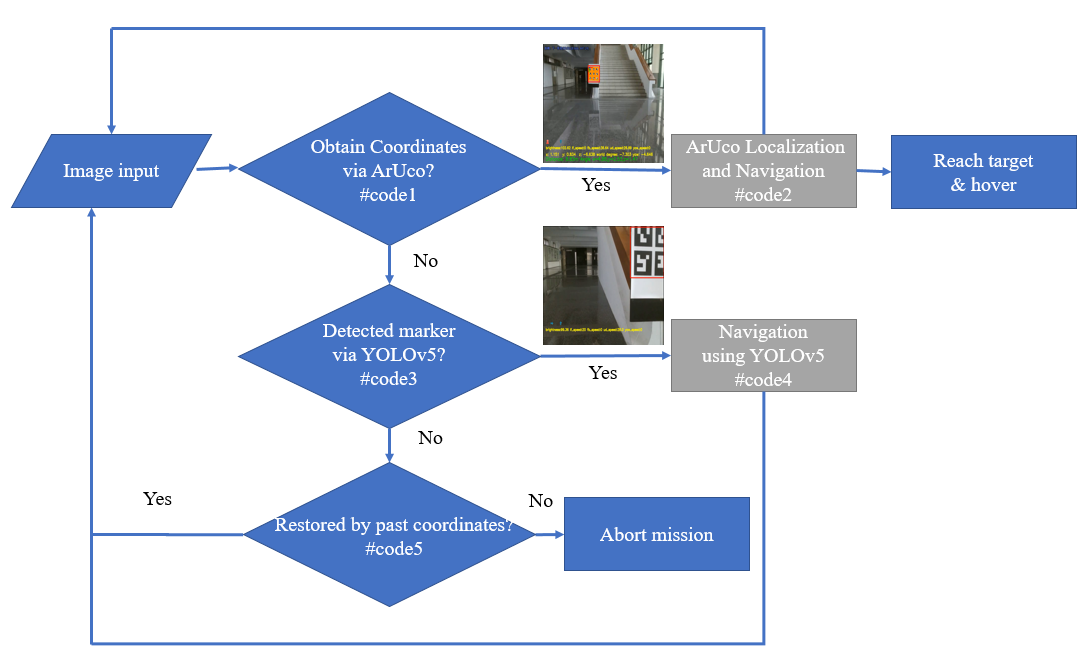 Image input
Obtain Coordinates
via ArUco?
#code1
Yes
ArUco Localization
and Navigation
#code2
Reach target
& hover
No
Detected marker
via YOLOv5?
#code3
Yes
Navigation
using YOLOv5
#code4
No
Yes
Restored by past coordinates?
#code5
No
Abort mission